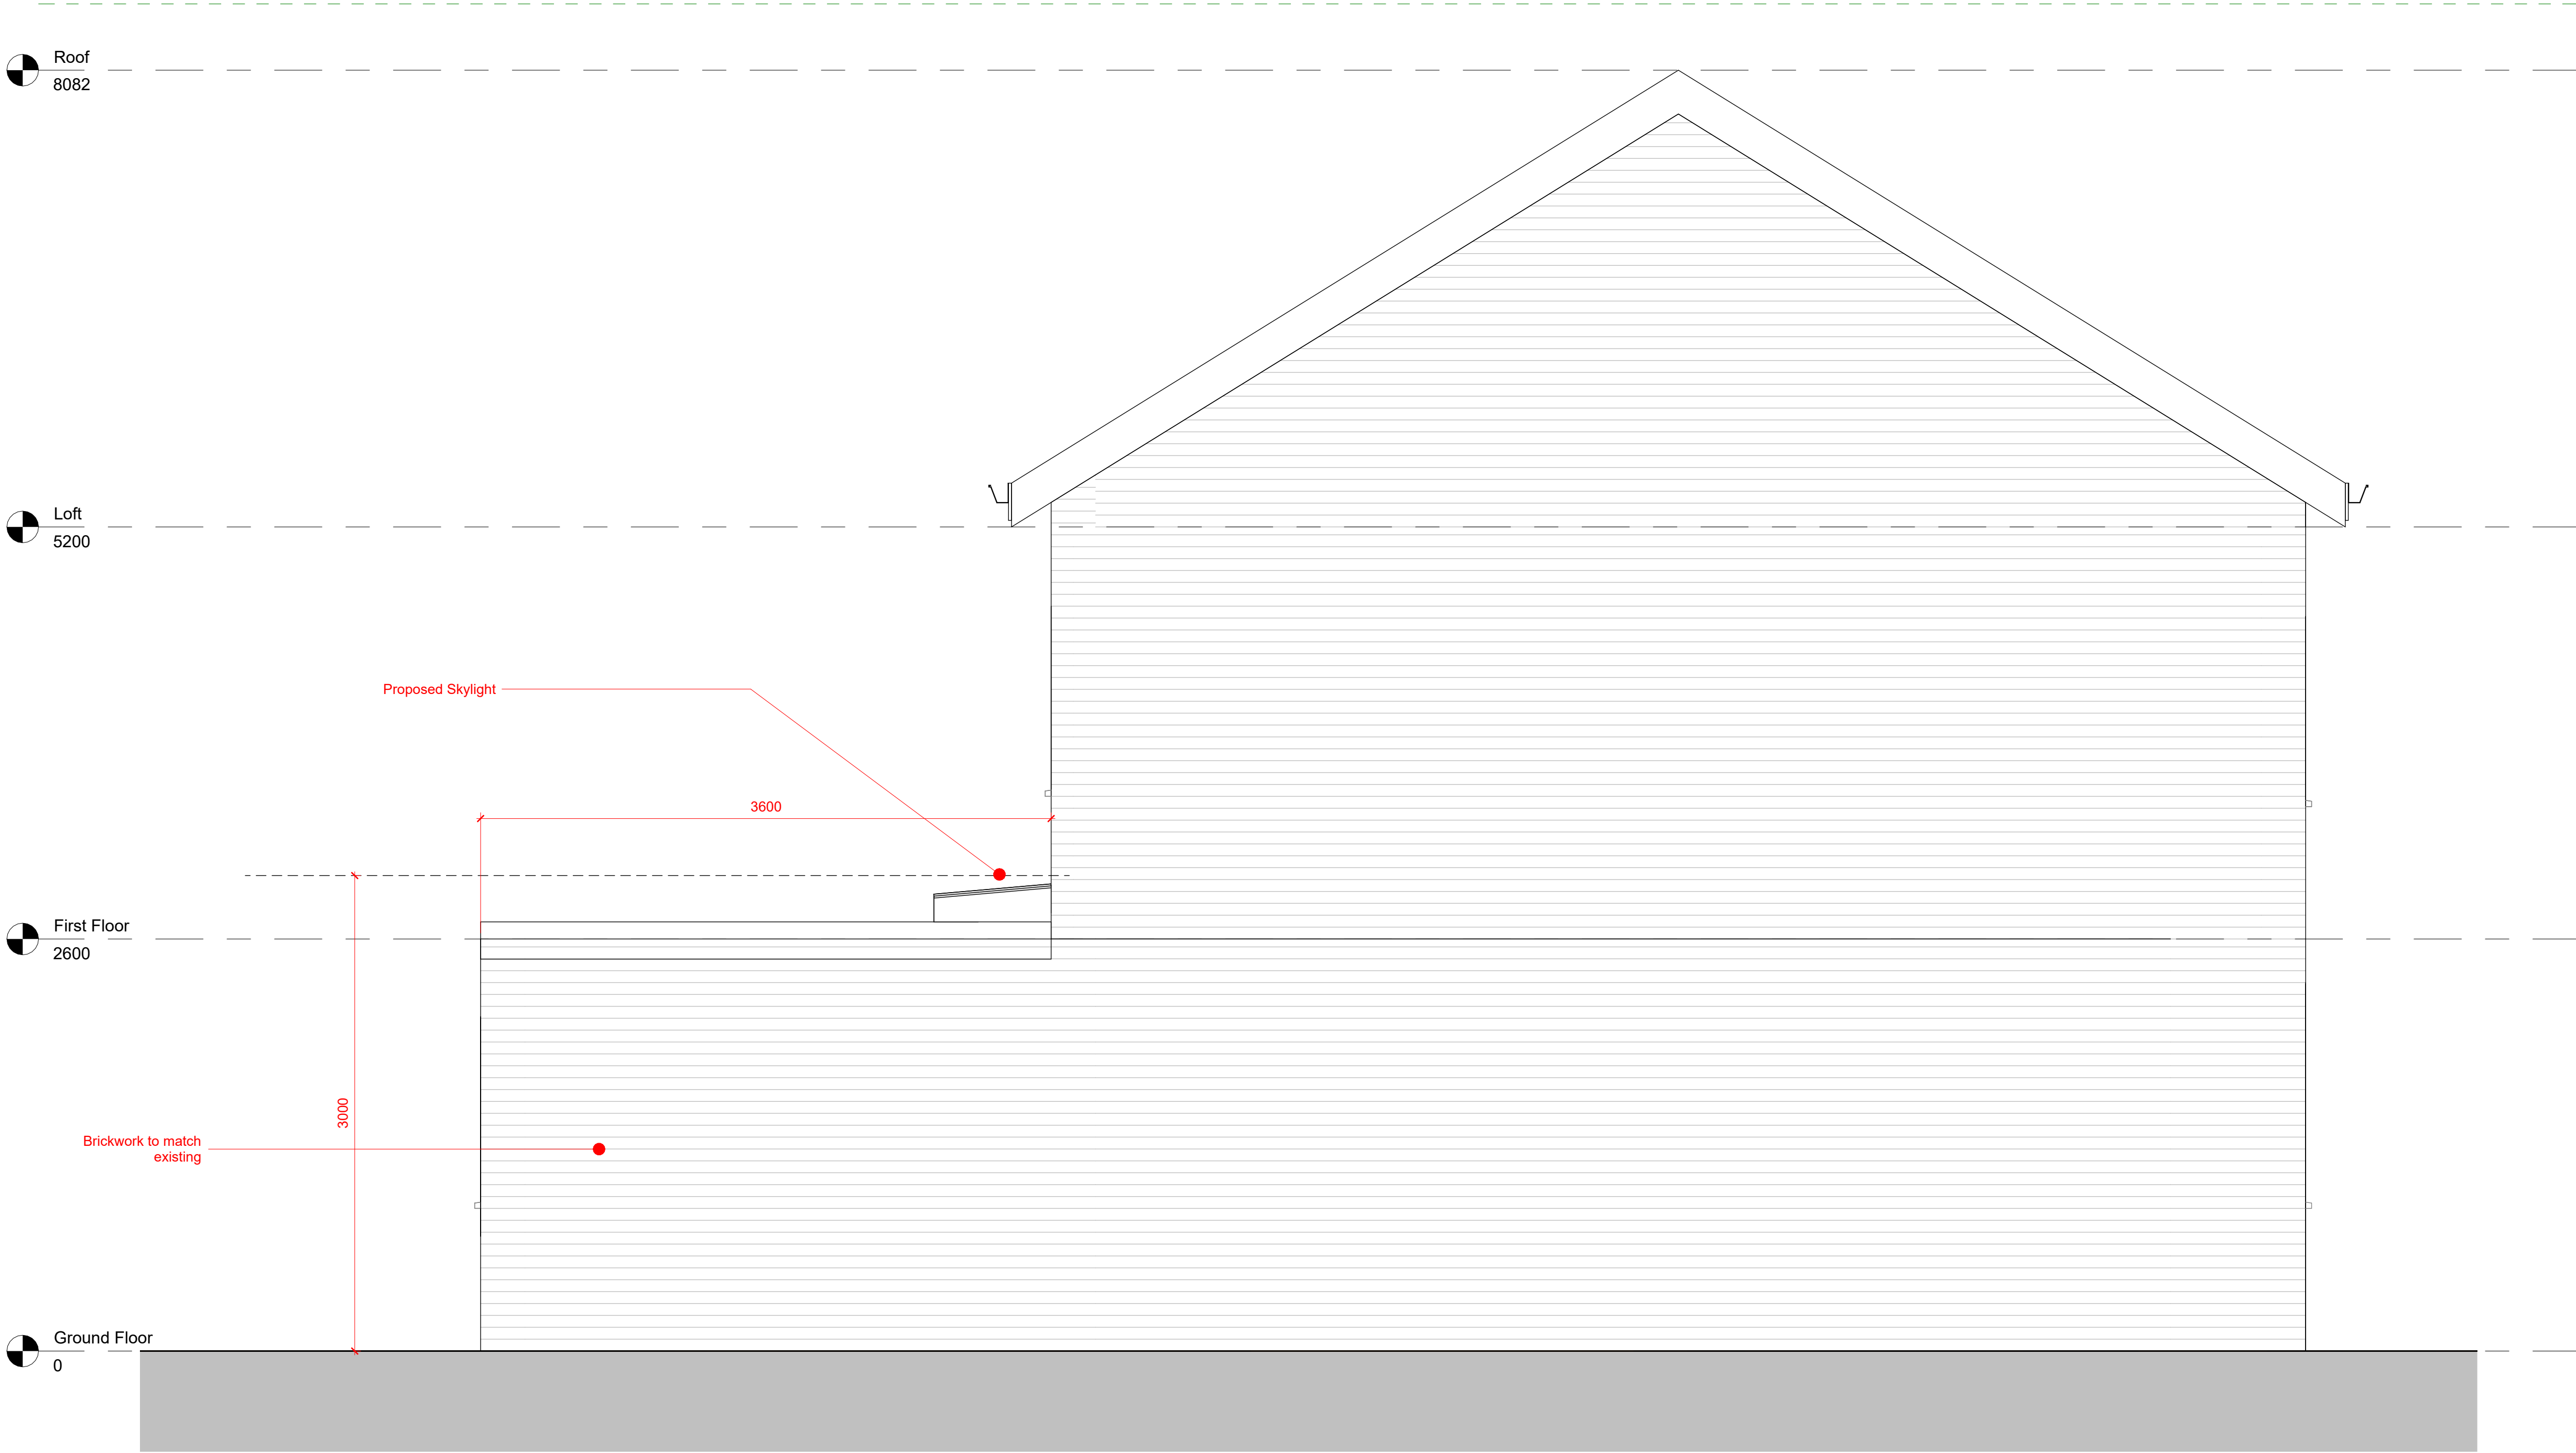 Roof
8082
Loft
5200
Proposed Skylight
3600
First Floor
2600
3000
Brickwork to match
existing
Ground Floor
0